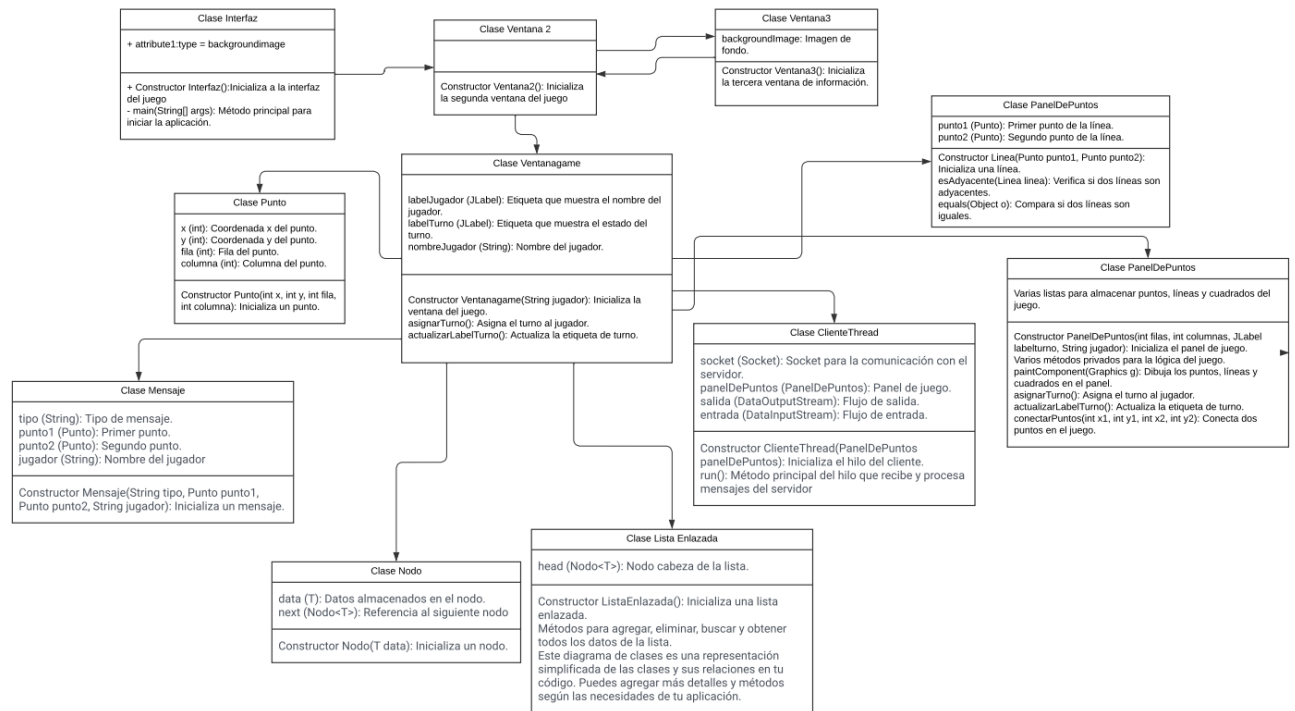 Clase Interfaz
+ attribute1:type = backgroundimage
+ Constructor Interfaz():Inicializa a la interfaz
del juego
- main(String[] args): Método principal para
iniciar la aplicación.
Clase Ventana 2
Constructor Ventana2(): Inicializa
la segunda ventana del juego
Clase Ventana3
backgroundImage: Imagen de
fondo.
Constructor Ventana3(): Inicializa
la tercera ventana de información.
Clase PanelDePuntos
punto1 (Punto): Primer punto de la línea.
punto2 (Punto): Segundo punto de la línea.
Constructor Linea(Punto punto1, Punto punto2):
Inicializa una línea.
esAdyacente(Linea linea): Verifica si dos líneas son
adyacentes.
equals(Object o): Compara si dos líneas son
iguales.
Clase Ventanagame
labelJugador (JLabel): Etiqueta que muestra el nombre del
jugador.
labelTurno (JLabel): Etiqueta que muestra el estado del
turno.
nombreJugador (String): Nombre del jugador.
Constructor Ventanagame(String jugador): Inicializa la
ventana del juego.
asignarTurno(): Asigna el turno al jugador.
actualizarLabelTurno(): Actualiza la etiqueta de turno.
Clase Punto
x (int): Coordenada x del punto.
y (int): Coordenada y del punto.
fila (int): Fila del punto.
columna (int): Columna del punto.
Constructor Punto(int x, int y, int fila,
int columna): Inicializa un punto.
Clase PanelDePuntos
Varias listas para almacenar puntos, líneas y cuadrados del
juego.
Constructor PanelDePuntos(int filas, int columnas, JLabel
labelturno, String jugador): Inicializa el panel de juego.
Varios métodos privados para la lógica del juego.
paintComponent(Graphics g): Dibuja los puntos, líneas y
cuadrados en el panel.
asignarTurno(): Asigna el turno al jugador.
actualizarLabelTurno(): Actualiza la etiqueta de turno.
conectarPuntos(int x1, int y1, int x2, int y2): Conecta dos
puntos en el juego.
Clase ClienteThread
socket (Socket): Socket para la comunicación con el
servidor.
panelDePuntos (PanelDePuntos): Panel de juego.
salida (DataOutputStream): Flujo de salida.
entrada (DataInputStream): Flujo de entrada.
Constructor ClienteThread(PanelDePuntos
panelDePuntos): Inicializa el hilo del cliente.
run(): Método principal del hilo que recibe y procesa
mensajes del servidor
Clase Mensaje
tipo (String): Tipo de mensaje.
punto1 (Punto): Primer punto.
punto2 (Punto): Segundo punto.
jugador (String): Nombre del jugador
Constructor Mensaje(String tipo, Punto punto1,
Punto punto2, String jugador): Inicializa un mensaje.
Clase Nodo
data (T): Datos almacenados en el nodo.
next (Nodo<T>): Referencia al siguiente nodo
Constructor Nodo(T data): Inicializa un nodo.
Clase Lista Enlazada
head (Nodo<T>): Nodo cabeza de la lista.
Constructor ListaEnlazada(): Inicializa una lista
enlazada.
Métodos para agregar, eliminar, buscar y obtener
todos los datos de la lista.
Este diagrama de clases es una representación
simplificada de las clases y sus relaciones en tu
código. Puedes agregar más detalles y métodos
según las necesidades de tu aplicación.